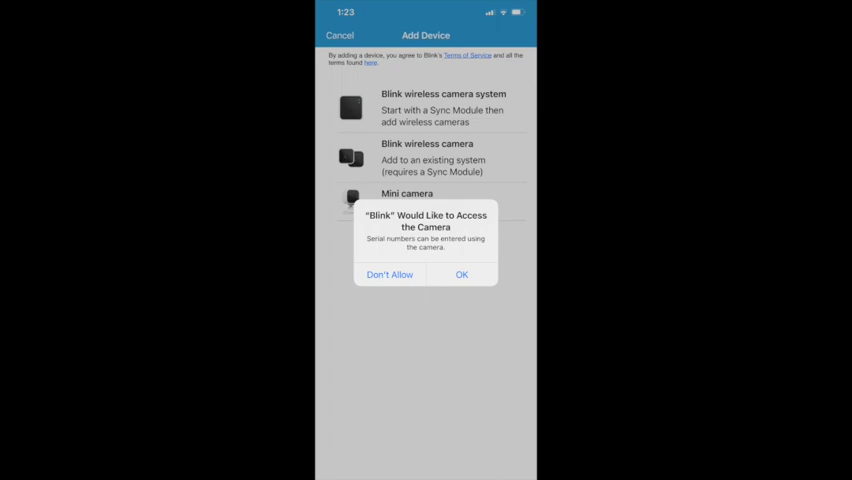 1:23
Cancel
Add Device
By adding a device, you agree to Blink's Terms of Service and all the
terms found here.
Blink wireless camera system
Start with a Sync Module then
add wireless cameras
Blink wireless camera
Add to an existing system
(requires a Sync Module)
Mini camera
“Blink” Would Like to Access
the Camera
Serial numbers can be entered using
the camera.
Don't Allow
OK